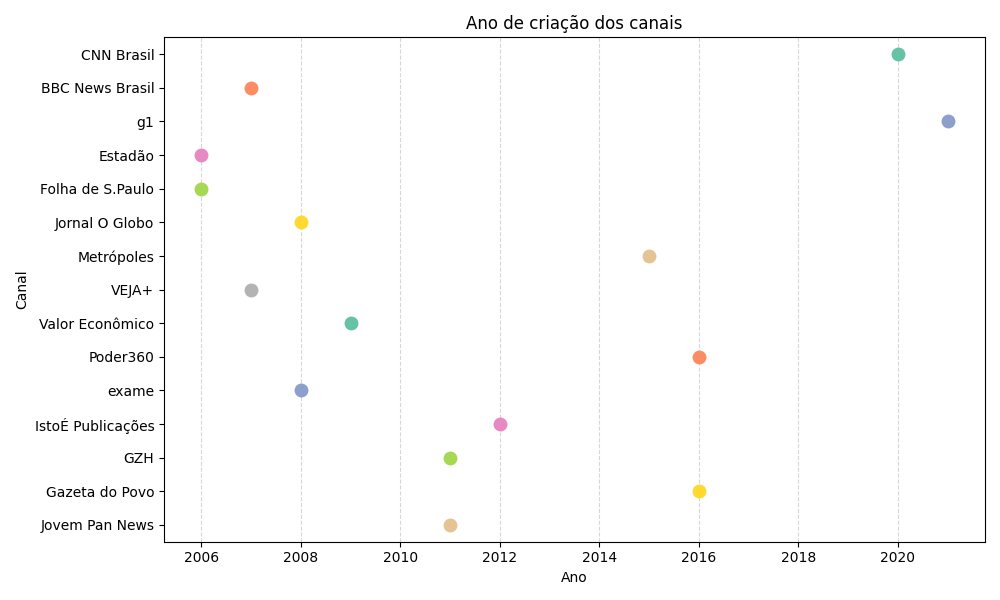 Ano de criação dos canais
Canal
CNN Brasil
BBC News Brasil
g1
Estadão
Folha de S.Paulo
Jornal O Globo
Metrópoles
VEJA+
Valor Econômico
Poder360
exame
IstoÉ Publicações
GZH
Gazeta do Povo
Jovem Pan News
2006 2008 2010 2012 2014 2016 2018 2020
Ano